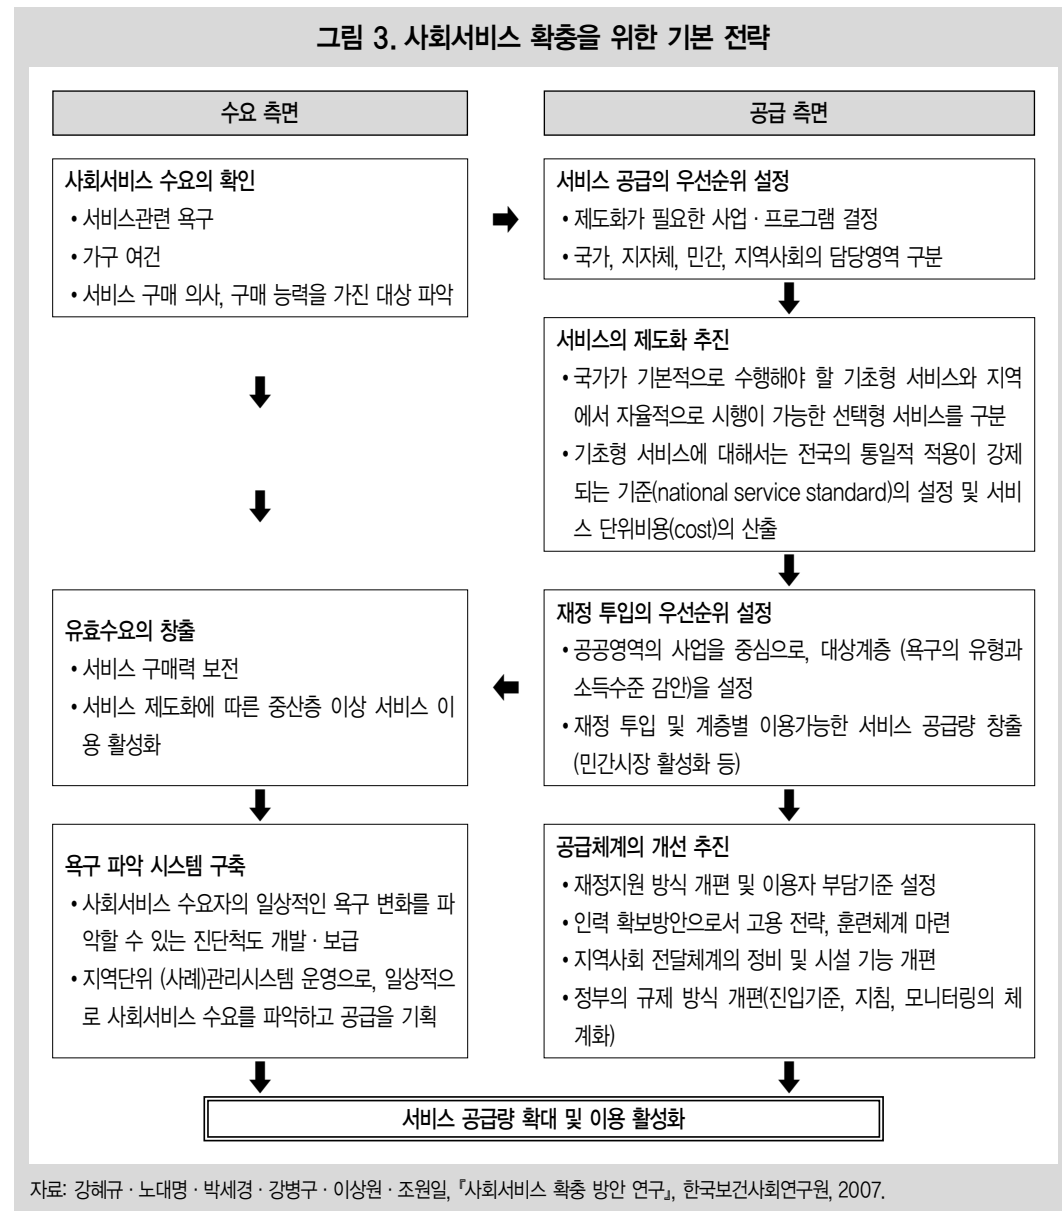 그림 3. 사회서비스 확충을 위한 기본 전략
수요 측면
공급 측면
사회서비스 수요의 확인
• 서비스관련 욕구
• 가구 여건
• 서비스 구매 의사, 구매 능력을 가진 대상 파악
서비스 공급의 우선순위 설정
• 제도화가 필요한 사업 · 프로그램 결정
• 국가, 지자체, 민간, 지역사회의 담당영역 구분
서비스의 제도화 추진
• 국가가 기본적으로 수행해야 할 기초형 서비스와 지역
에서 자율적으로 시행이 가능한 선택형 서비스를 구분
• 기초형 서비스에 대해서는 전국의 통일적 적용이 강제
되는 기준(national service standard)의 설정 및 서비
스 단위비용(cost)의 산출
유효수요의 창출
• 서비스 구매력 보전
• 서비스 제도화에 따른 중산층 이상 서비스 이
용 활성화
재정 투입의 우선순위 설정
• 공공영역의 사업을 중심으로, 대상계층 (욕구의 유형과
소득수준 감안)을 설정
• 재정 투입 및 계층별 이용가능한 서비스 공급량 창출
(민간시장 활성화 등)
욕구 파악 시스템 구축
• 사회서비스 수요자의 일상적인 욕구 변화를 파
악할 수 있는 진단척도 개발 · 보급
• 지역단위 (사례)관리시스템 운영으로, 일상적으
로 사회서비스 수요를 파악하고 공급을 기획
공급체계의 개선 추진
• 재정지원 방식 개편 및 이용자 부담기준 설정
• 인력 확보방안으로서 고용 전략, 훈련체계 마련
• 지역사회 전달체계의 정비 및 시설 기능 개편
• 정부의 규제 방식 개편(진입기준, 지침, 모니터링의 체
계화)
서비스 공급량 확대 및 이용 활성화
자료: 강혜규 · 노대명 · 박세경 · 강병구 · 이상원 · 조원일, 『사회서비스 확충 방안 연구』, 한국보건사회연구원, 2007.